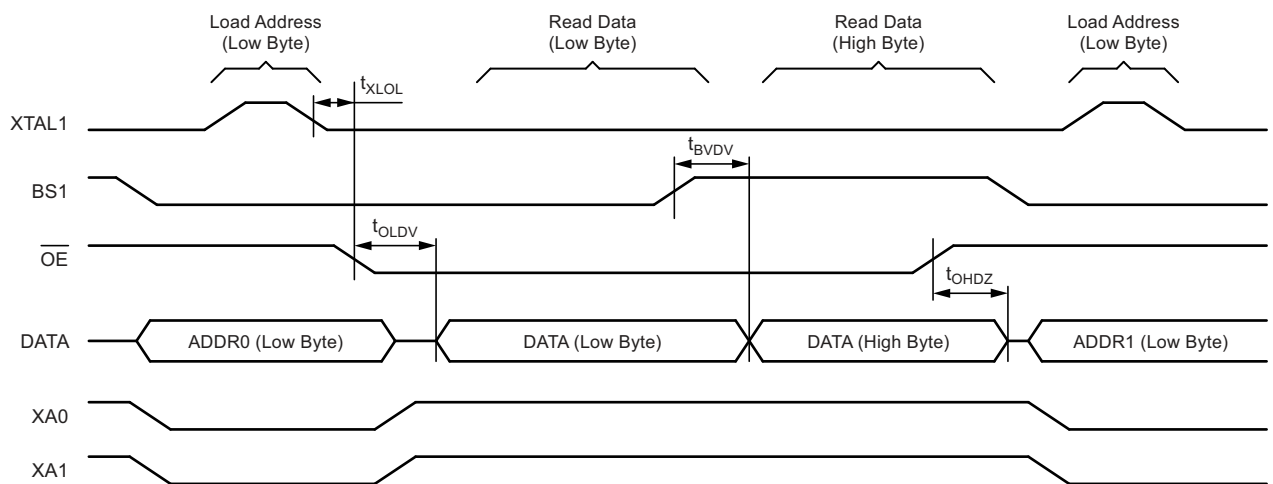 Load Address
(Low Byte)
Read Data
(Low Byte)
Read Data
(High Byte)
Load Address
(Low Byte)
tXLOL
XTAL1
tBVDV
BS1
tOLDV
OE
tOHDZ
DATA
ADDR0 (Low Byte)
DATA (Low Byte)
DATA (High Byte)
ADDR1 (Low Byte)
XA0
XA1